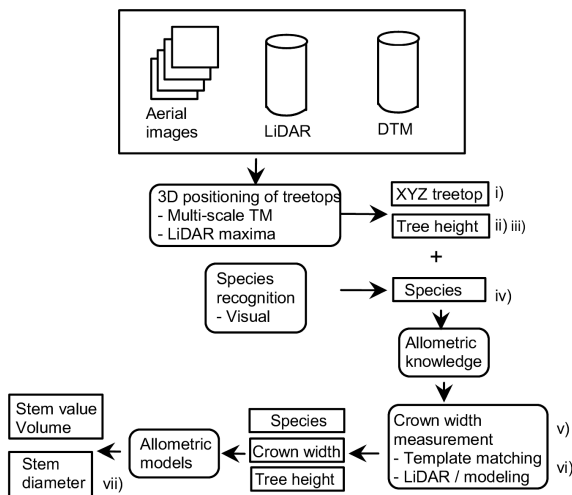 Aerial
images
LiDAR
DTM
3D positioning of treetops
- Multi-scale TM
- LiDAR maxima
XYZ treetop i)
Tree height ii) iii)
+
Species
recognition
- Visual
Species iv)
Allometric
knowledge
Crown width
measurement
- Template matching
- LiDAR / modeling
v)
vi)
Species
Crown width
Tree height
Allometric
models
Stem value
Volume
Stem
diameter vii)